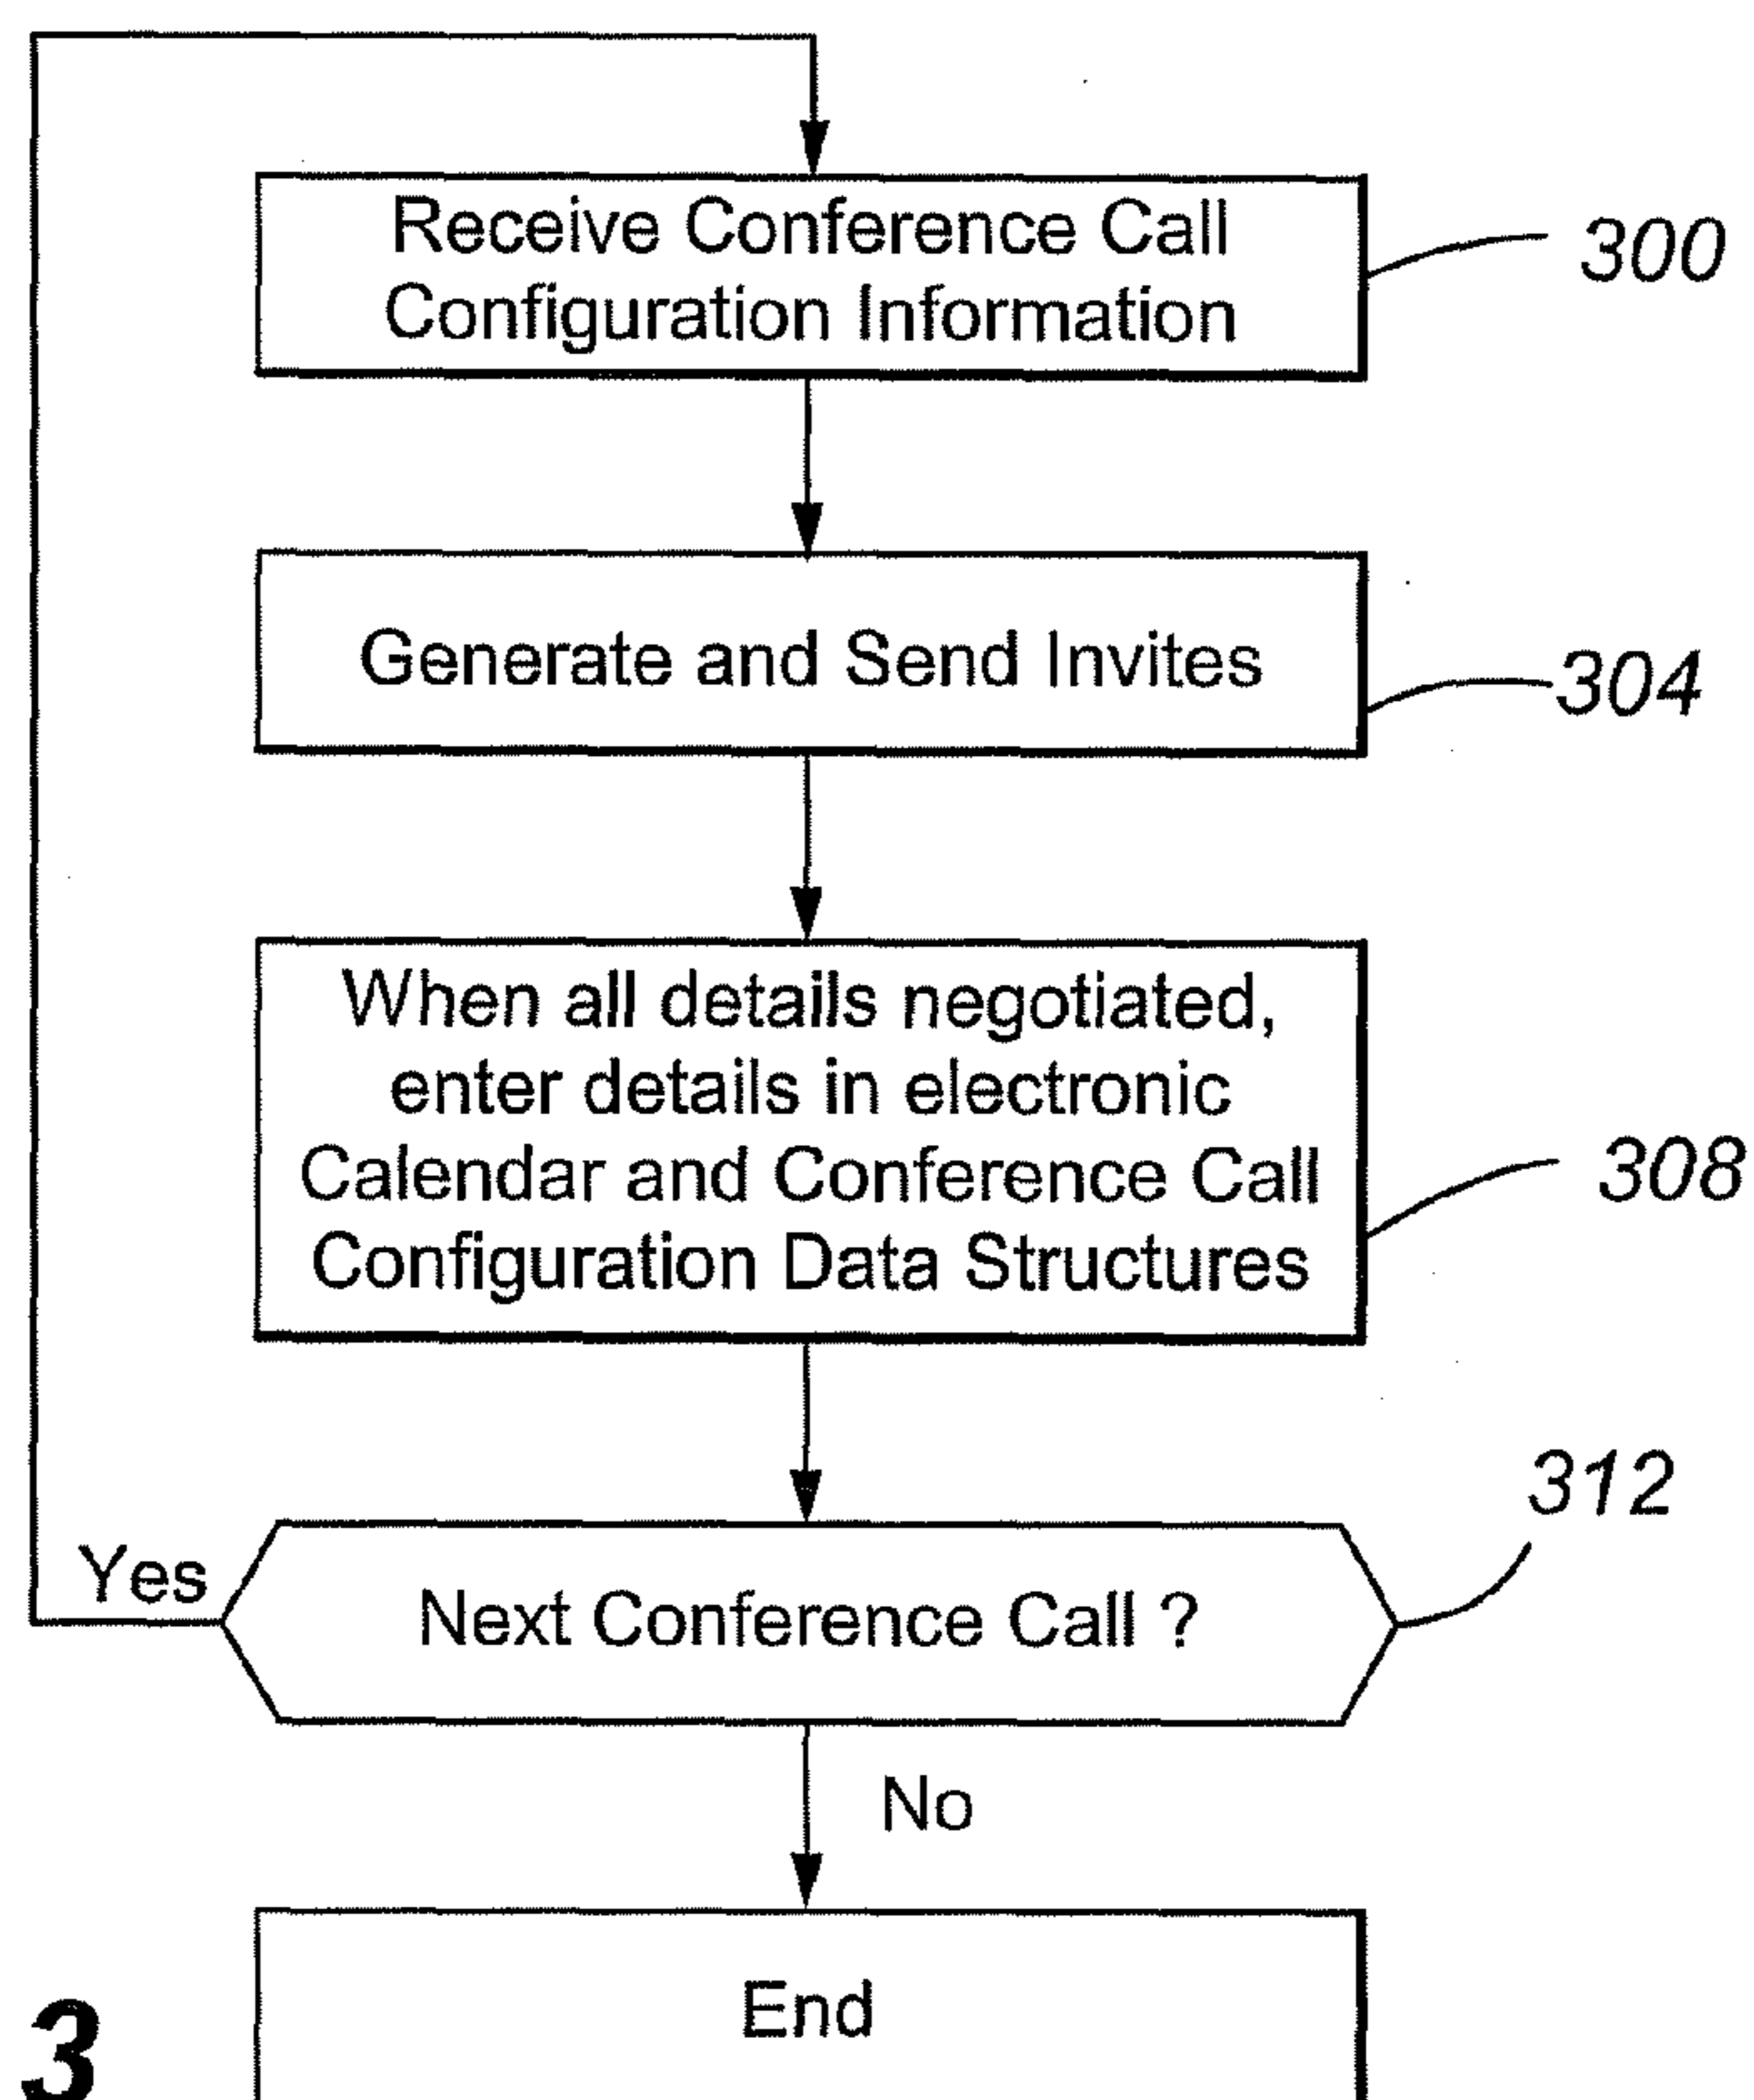 Receive Conference Call
Configuration Information
300
Generate and Send Invites
304
When all details negotiated,
enter details in electronic
Calendar and Conference Call
Configuration Data Structures
308
312
Yes
Next Conference Call ?
No
End
3